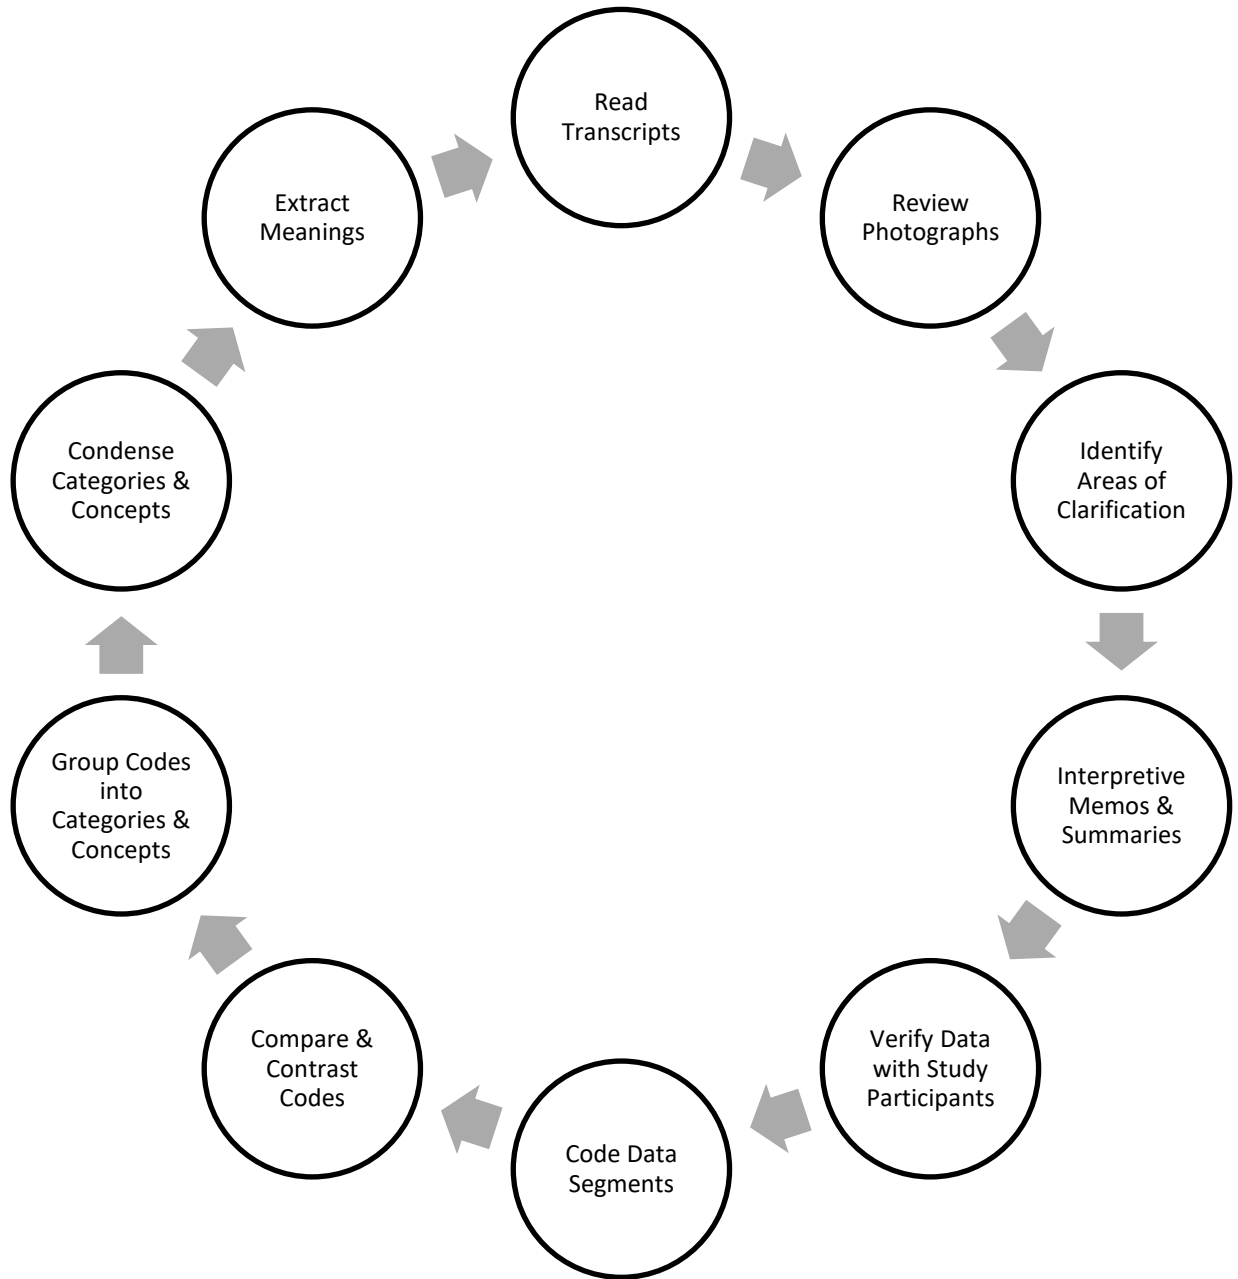 Read
Transcripts
Review
Photographs
Identify
Areas of
Clarification
Interpretive
Memos &
Summaries
Verify Data
with Study
Participants
Code Data
Segments
Compare &
Contrast
Codes
Group Codes
into
Categories &
Concepts
Condense
Categories &
Concepts
Extract
Meanings